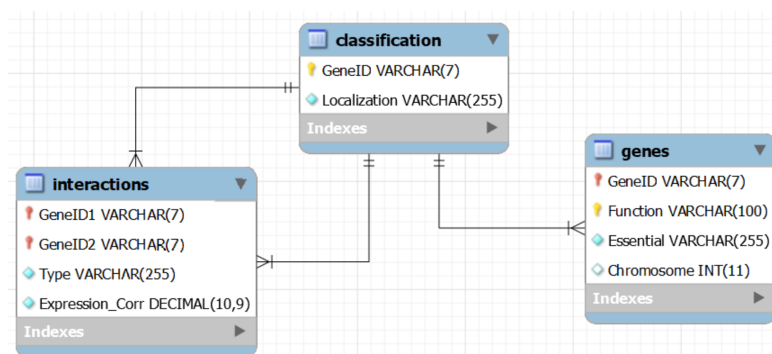 classification
GeneID VARCHAR(7)
Localization VARCHAR(255)
Indexes
interactions
GeneID1 VARCHAR(7)
GeneID2 VARCHAR(7)
Type VARCHAR(255)
Expression_Corr DECIMAL(10,9)
Indexes
genes
GeneID VARCHAR(7)
Function VARCHAR(100)
Essential VARCHAR(255)
Chromosome INT(11)
Indexes